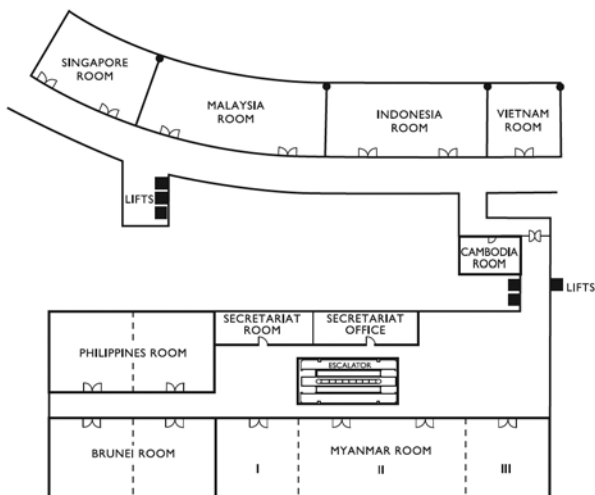 SINGAPORE
ROOM
MALAYSIA
ROOM
INDONESIA
ROOM
VIETNAM
ROOM
LIFTS
CAMBODIA
ROOM
LIFTS
SECRETARIAT
ROOM
SECRETARIAT
OFFICE
PHILIPPINES ROOM
ESCALATOR
BRUNEI ROOM
MYANMAR ROOM
I
II
III